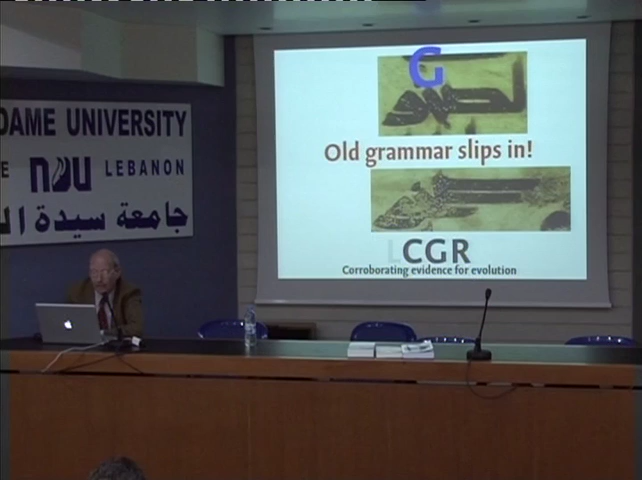 DAME UNIVERSITY
E NDU LEBANON
جامعة سيدة ال
G
Old grammar slips in!
LCGR
Corroborating evidence for evolution